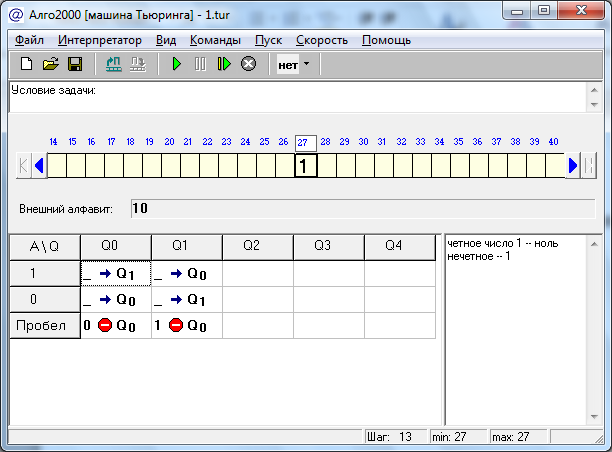 Алго2000 [машина Тьюринга] - 1.tur
Файл Интерпретатор Вид Команды Пуск Скорость Помощь
нет
Условие задачи:
14 15 16 17 18 19 20 21 22 23 24 25 26 27 28 29 30 31 32 33 34 35 36 37 38 39 40
1
Внешний алфавит: 10
А\Q Q0 Q1 Q2 Q3 Q4
1 _ → Q1 _ → Q0
0 _ → Q0 _ → Q1
Пробел 0 Q0 1 Q0
четное число 1 -- ноль
нечетное -- 1
Шаг: 13 min: 27 max: 27